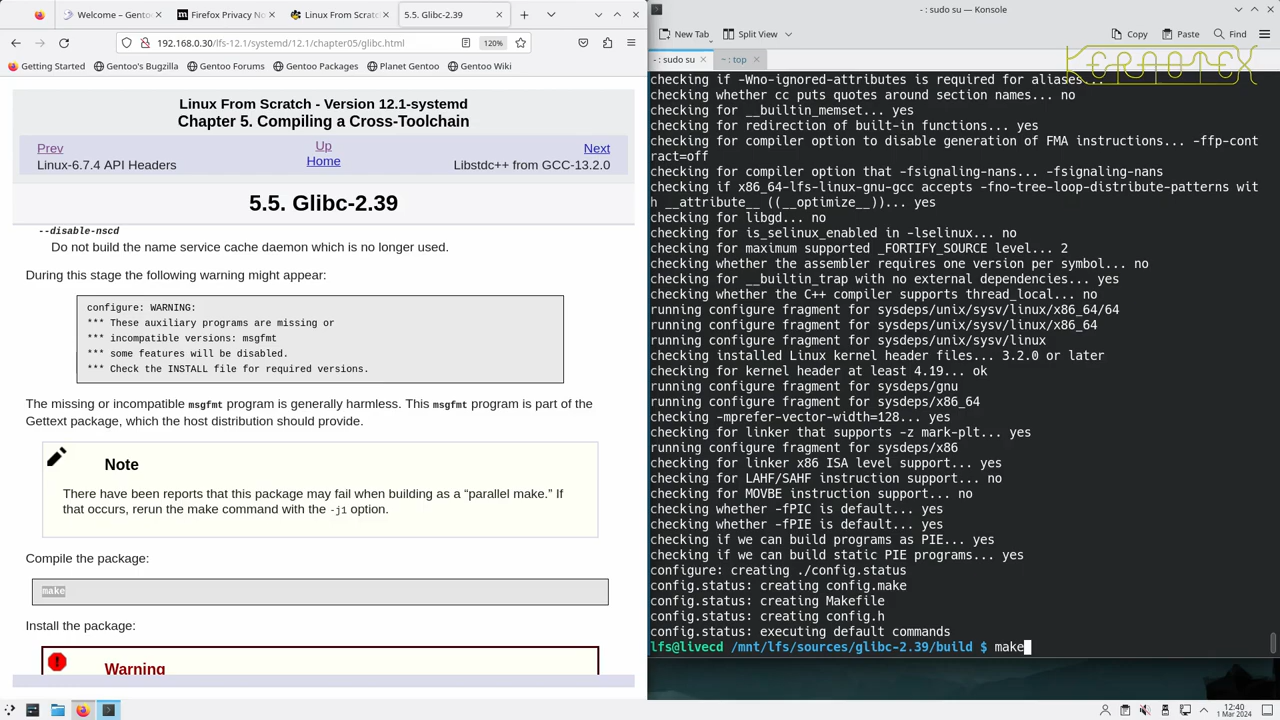 Welcome – Gento
Firefox Privacy No
Linux From Scratc
5.5. Glibc-2.39
192.168.0.30/lfs-12.1/systemd/12.1/chapter05/glibc.html
120%
Getting Started
Gentoo's Bugzilla
Gentoo Forums
Gentoo Packages
Planet Gentoo
Gentoo Wiki
Linux From Scratch - Version 12.1-systemd
Chapter 5. Compiling a Cross-Toolchain
Prev
Up
Next
Linux-6.7.4 API Headers
Home
Libstdc++ from GCC-13.2.0
5.5. Glibc-2.39
--disable-nscd
Do not build the name service cache daemon which is no longer used.
During this stage the following warning might appear:
configure: WARNING:
*** These auxiliary programs are missing or
*** incompatible versions: msgfmt
*** some features will be disabled.
*** Check the INSTALL file for required versions.
The missing or incompatible msgfmt program is generally harmless. This msgfmt program is part of the
Gettext package, which the host distribution should provide.
Note
There have been reports that this package may fail when building as a “parallel make.” If
that occurs, rerun the make command with the -j1 option.
Compile the package:
make
Install the package:
Warning
- : sudo su — Konsole
New Tab
Split View
Copy
Paste
Find
- : sudo su
~ : top
KERNOTEX
checking if -Wno-ignored-attributes is required for aliases...
checking whether cc puts quotes around section names... no
checking for __builtin_memset... yes
checking for redirection of built-in functions... yes
checking for compiler option to disable generation of FMA instructions... -ffp-cont
ract=off
checking for compiler option that -fsignaling-nans... -fsignaling-nans
checking if x86_64-lfs-linux-gnu-gcc accepts -fno-tree-loop-distribute-patterns wit
h __attribute__ ((__optimize__))... yes
checking for libgd... no
checking for is_selinux_enabled in -lselinux... no
checking for maximum supported _FORTIFY_SOURCE level... 2
checking whether the assembler requires one version per symbol... no
checking for __builtin_trap with no external dependencies... yes
checking whether the C++ compiler supports thread_local... no
running configure fragment for sysdeps/unix/sysv/linux/x86_64/64
running configure fragment for sysdeps/unix/sysv/linux/x86_64
running configure fragment for sysdeps/unix/sysv/linux
checking installed Linux kernel header files... 3.2.0 or later
checking for kernel header at least 4.19... ok
running configure fragment for sysdeps/gnu
running configure fragment for sysdeps/x86_64
checking -mprefer-vector-width=128... yes
checking for linker that supports -z mark-plt... yes
running configure fragment for sysdeps/x86
checking for linker x86 ISA level support... yes
checking for LAHF/SAHF instruction support... no
checking for MOVBE instruction support... no
checking whether -fPIC is default... yes
checking whether -fPIE is default... yes
checking if we can build programs as PIE... yes
checking if we can build static PIE programs... yes
configure: creating ./config.status
config.status: creating config.make
config.status: creating Makefile
config.status: creating config.h
config.status: executing default commands
lfs@livecd /mnt/lfs/sources/glibc-2.39/build $ make
12:40
1 Mar 2024